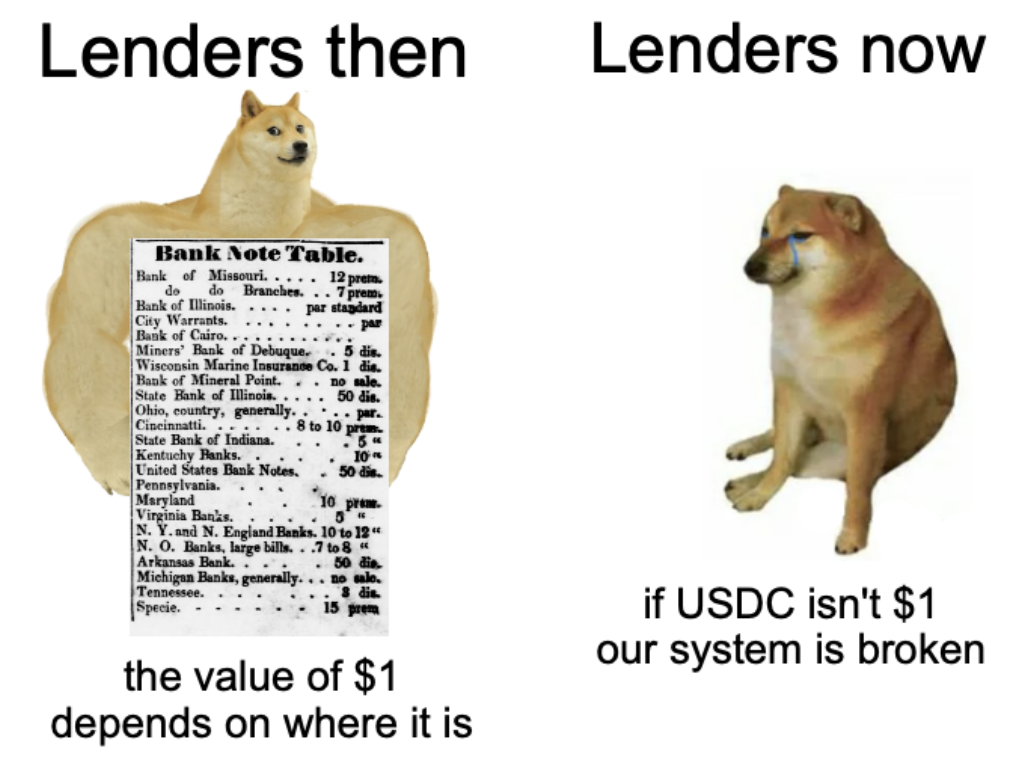 Lenders then
Bank Note Table.
Bank of Missouri. . . . . 12 prem.
do do Branches. . . 7 prem.
Bank of Illinois. . . . . par standard
City Warrants. . . . . . . . par
Bank of Cairo. . . . . . . . . . .
Miners' Bank of Debuque. . 5 dis.
Wisconsin Marine Insurance Co. 1 dis.
Bank of Mineral Point. . . no sale.
State Bank of Illinois. . . . . 50 dis.
Ohio, country, generally. . . . par.
Cincinnatti. . . . . . . 8 to 10 prem.
State Bank of Indiana. . . . 5 "
Kentucky Banks. . . . . 10 "
United States Bank Notes. . 50 dis.
Pennsylvania. . . .
Maryland . . 10 prem.
Virginia Banks. . . . . 5 "
N. Y. and N. England Banks. 10 to 12 "
N. O. Banks, large bills. . .7 to 8 "
Arkansas Bank. . . . . 50 dis.
Michigan Banks, generally. . . no sale.
Tennessee. . . . . . 8 dis.
Specie. - - - - - - 15 prem
the value of $1
depends on where it is
Lenders now
if USDC isn't $1
our system is broken